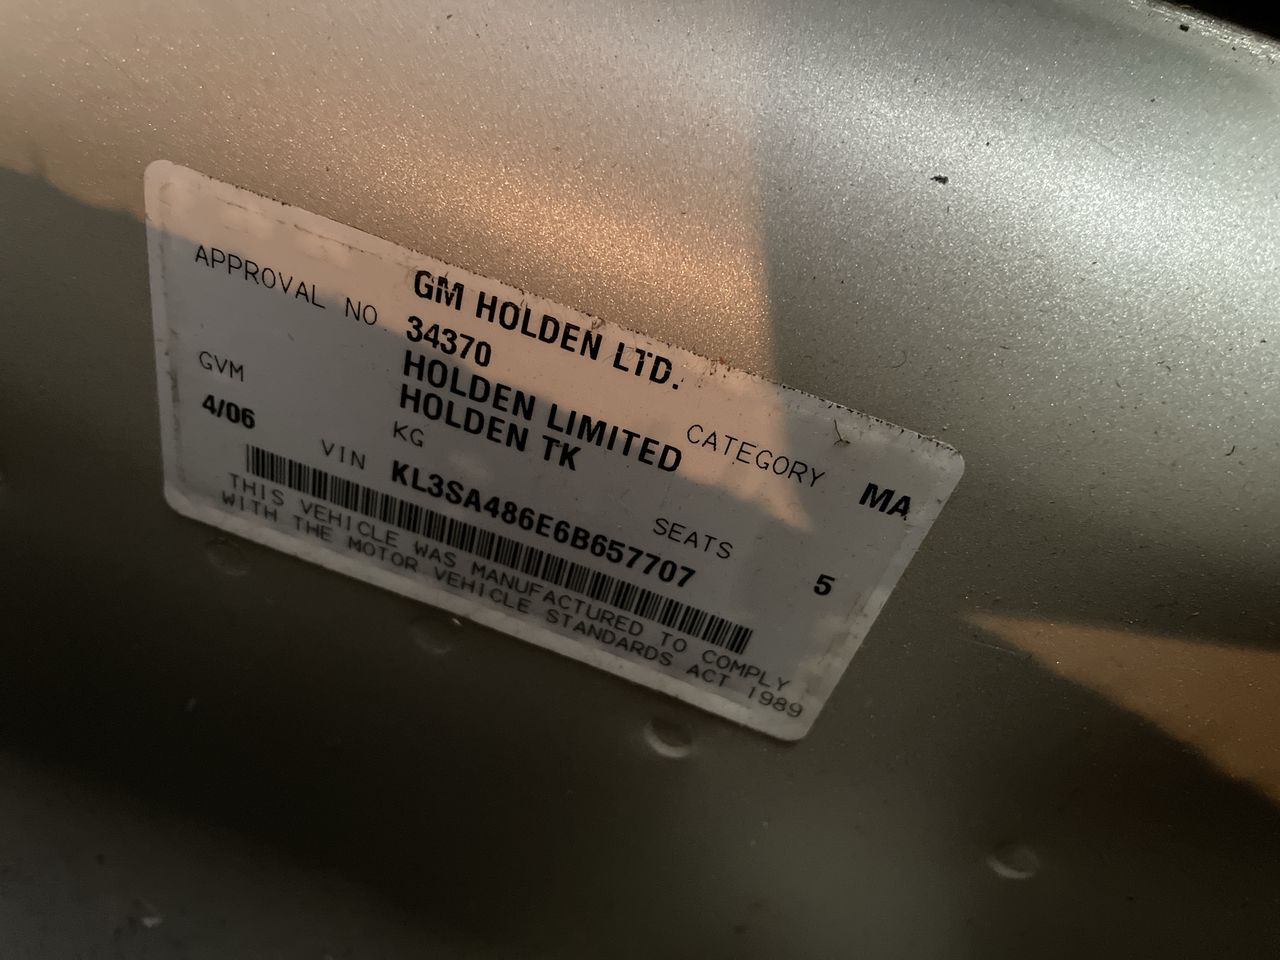 GM HOLDEN LTD.
APPROVAL NO. 34370 CATEGORY MA
HOLDEN LIMITED
HOLDEN TK
GVM KG SEATS 5
4/06 VIN KL3SA486E6B657707
THIS VEHICLE WAS MANUFACTURED TO COMPLY
WITH THE MOTOR VEHICLE STANDARDS ACT 1989